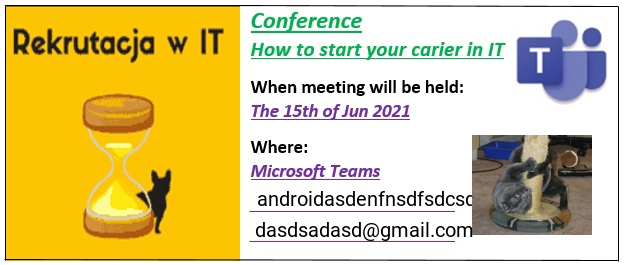 Rekrutacja w IT
Conference
How to start your carier in IT
When meeting will be held:
The 15th of Jun 2021
Where:
Microsoft Teams
androidasdenfnsdfsdcsd
dasdsadasd@gmail.com
T